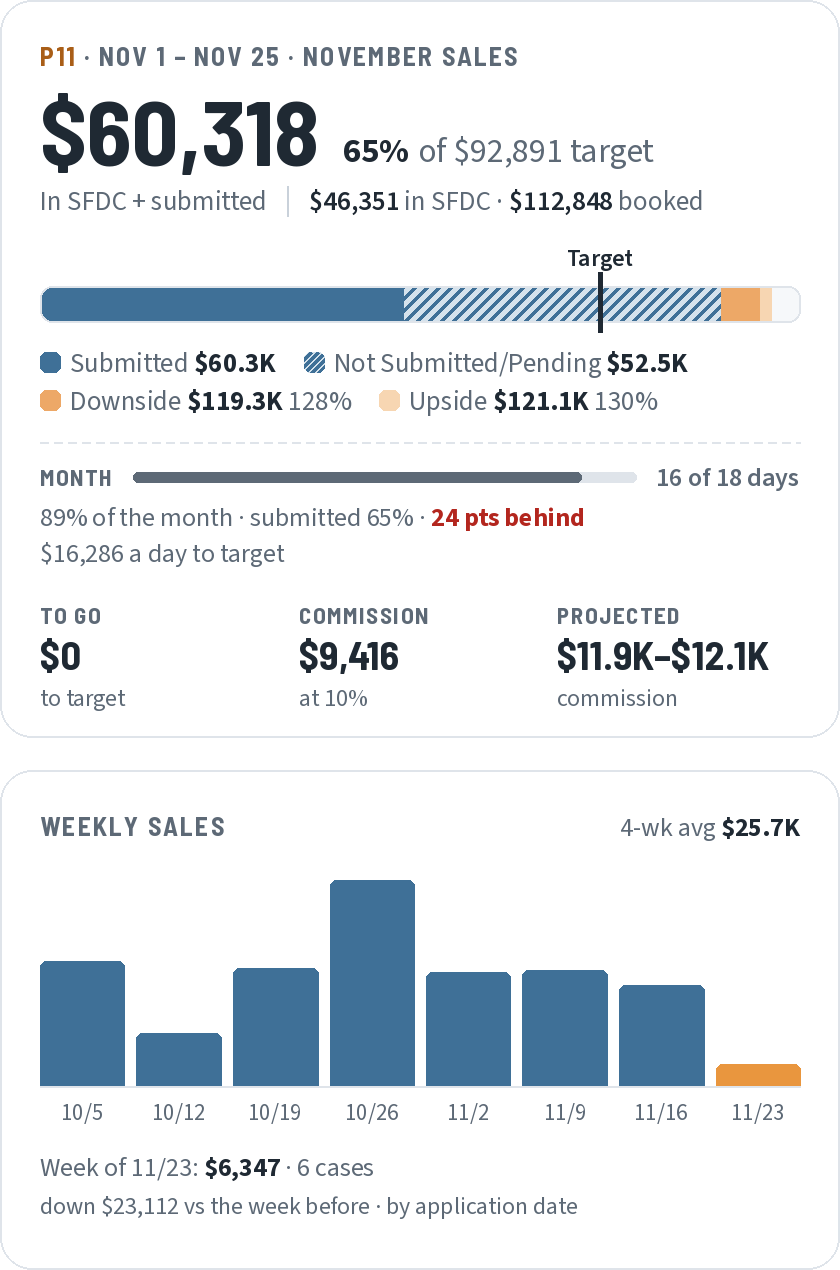 P11 · NOV 1 – NOV 25 · NOVEMBER SALES
$60,318 65% of $92,891 target
In SFDC + submitted $46,351 in SFDC · $112,848 booked
Target
Submitted $60.3K Not Submitted/Pending $52.5K
Downside $119.3K 128% Upside $121.1K 130%
MONTH 16 of 18 days
89% of the month · submitted 65% · 24 pts behind
$16,286 a day to target
TO GO COMMISSION PROJECTED
$0 $9,416 $11.9K–$12.1K
to target at 10% commission
WEEKLY SALES 4-wk avg $25.7K
10/5 10/12 10/19 10/26 11/2 11/9 11/16 11/23
Week of 11/23: $6,347 · 6 cases
down $23,112 vs the week before · by application date